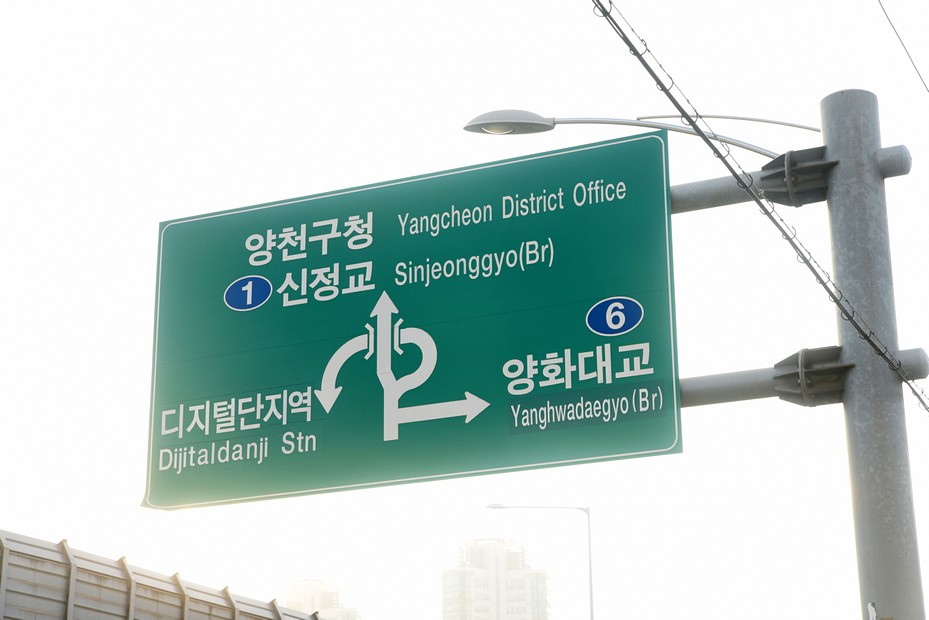 양천구청 Yangcheon District Office
1 신정교 Sinjeonggyo(Br)
6
양화대교
Yanghwadaegyo(Br)
디지털단지역
Dijitaldanji Stn